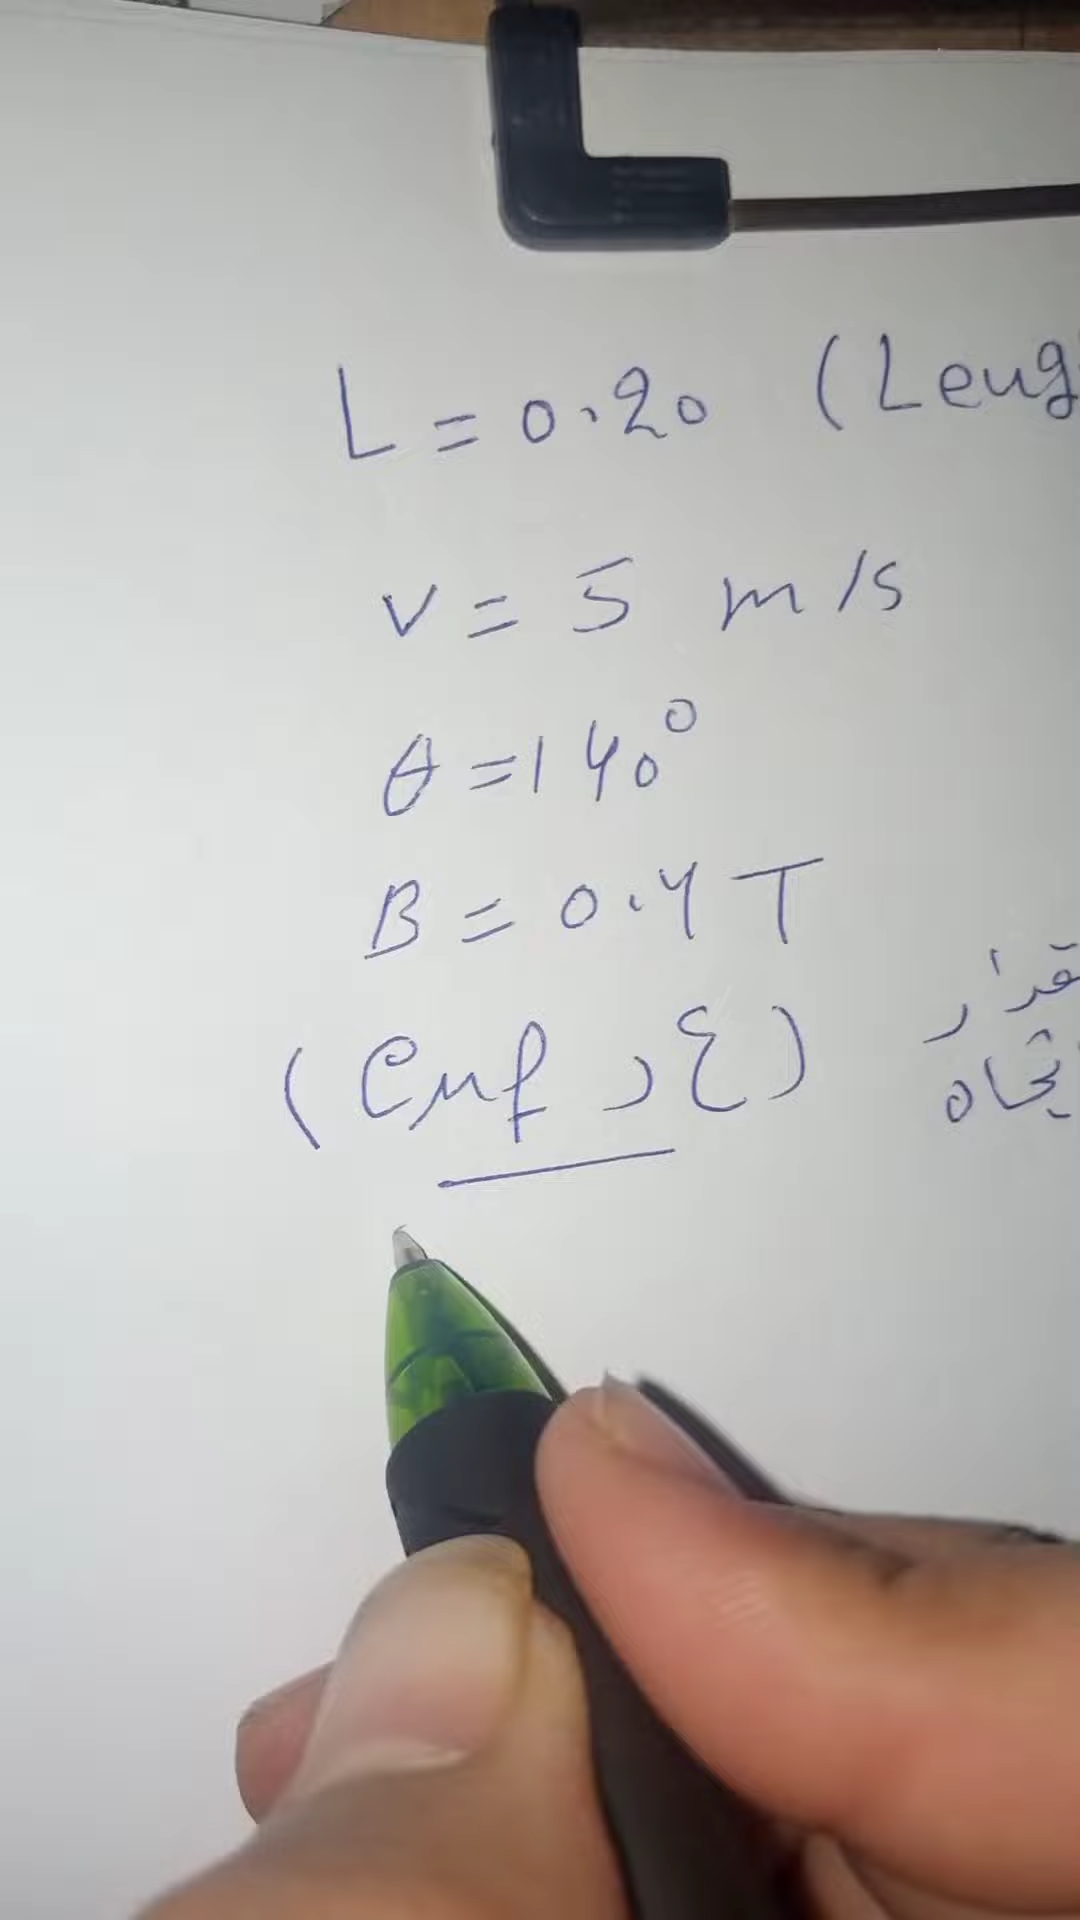 L = 0.20 (Leng
v = 5 m/s
θ = 140°
B = 0.4 T
(emf د ع)